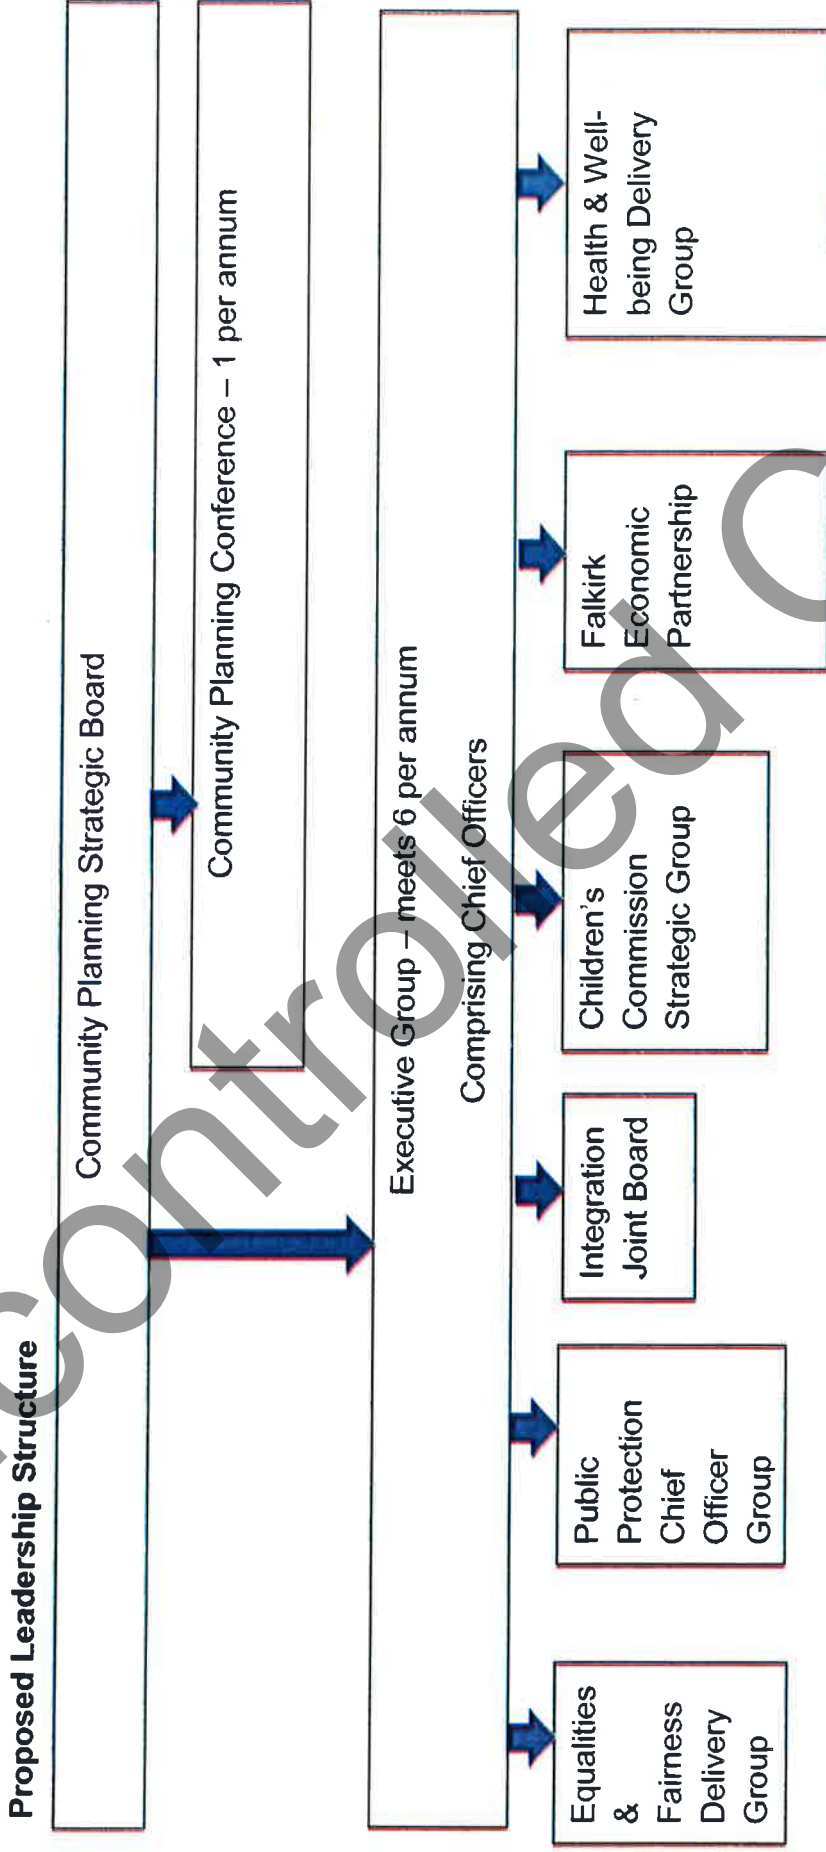 Proposed Leadership Structure
Community Planning Strategic Board
Community Planning Conference – 1 per annum
Executive Group – meets 6 per annum
Comprising Chief Officers
Equalities
&
Fairness
Delivery
Group
Public
Protection
Chief
Officer
Group
Integration
Joint Board
Children's
Commission
Strategic Group
Falkirk
Economic
Partnership
Health & Well-
being Delivery
Group
controlled C